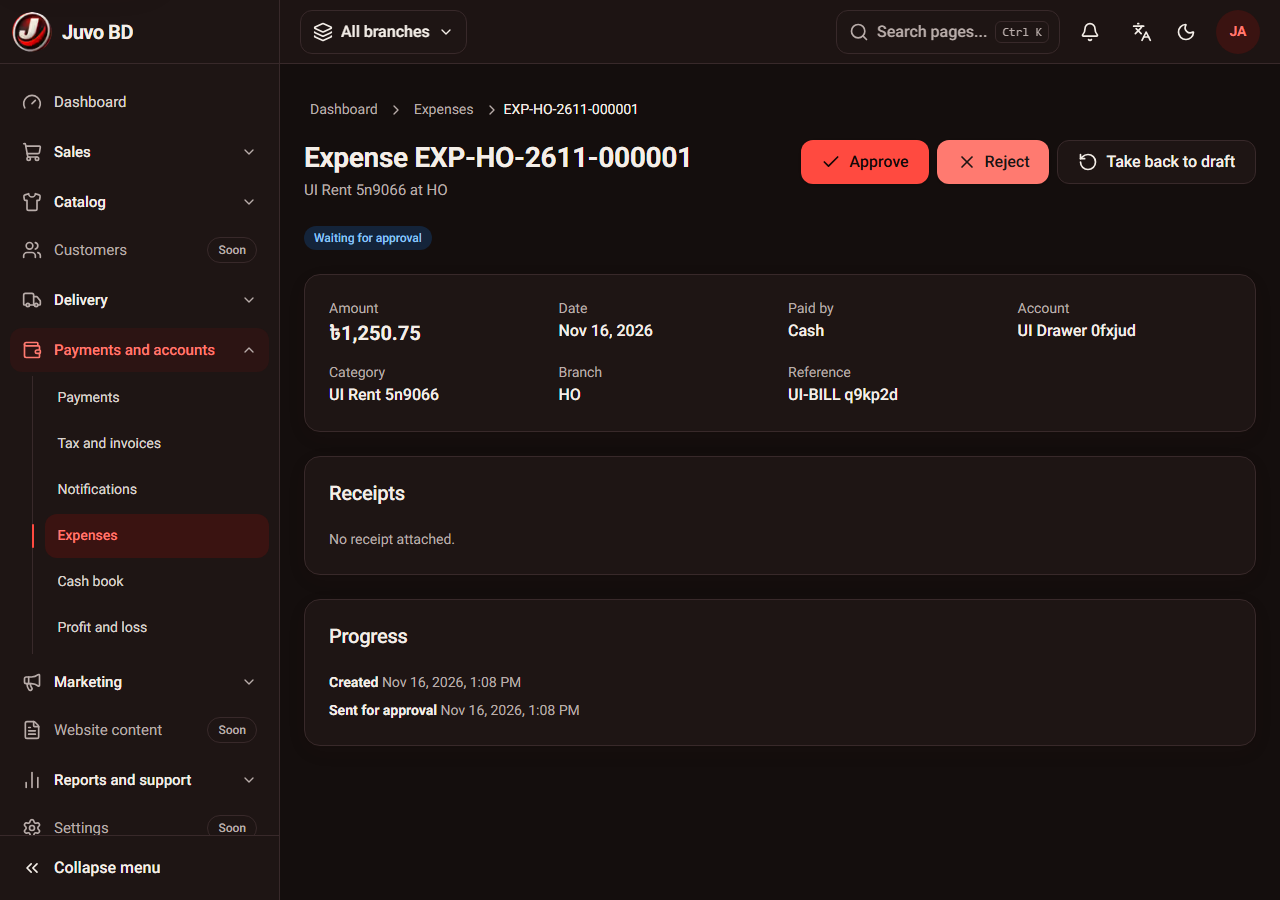 Juvo BD
All branches
Search pages... Ctrl K
JA
Dashboard
Sales
Catalog
Customers Soon
Delivery
Payments and accounts
Payments
Tax and invoices
Notifications
Expenses
Cash book
Profit and loss
Marketing
Website content Soon
Reports and support
Settings Soon
Collapse menu
Dashboard > Expenses > EXP-HO-2611-000001
Expense EXP-HO-2611-000001
UI Rent 5n9066 at HO
Approve Reject Take back to draft
Waiting for approval
Amount Date Paid by Account
৳1,250.75 Nov 16, 2026 Cash UI Drawer 0fxjud
Category Branch Reference
UI Rent 5n9066 HO UI-BILL q9kp2d
Receipts
No receipt attached.
Progress
Created Nov 16, 2026, 1:08 PM
Sent for approval Nov 16, 2026, 1:08 PM